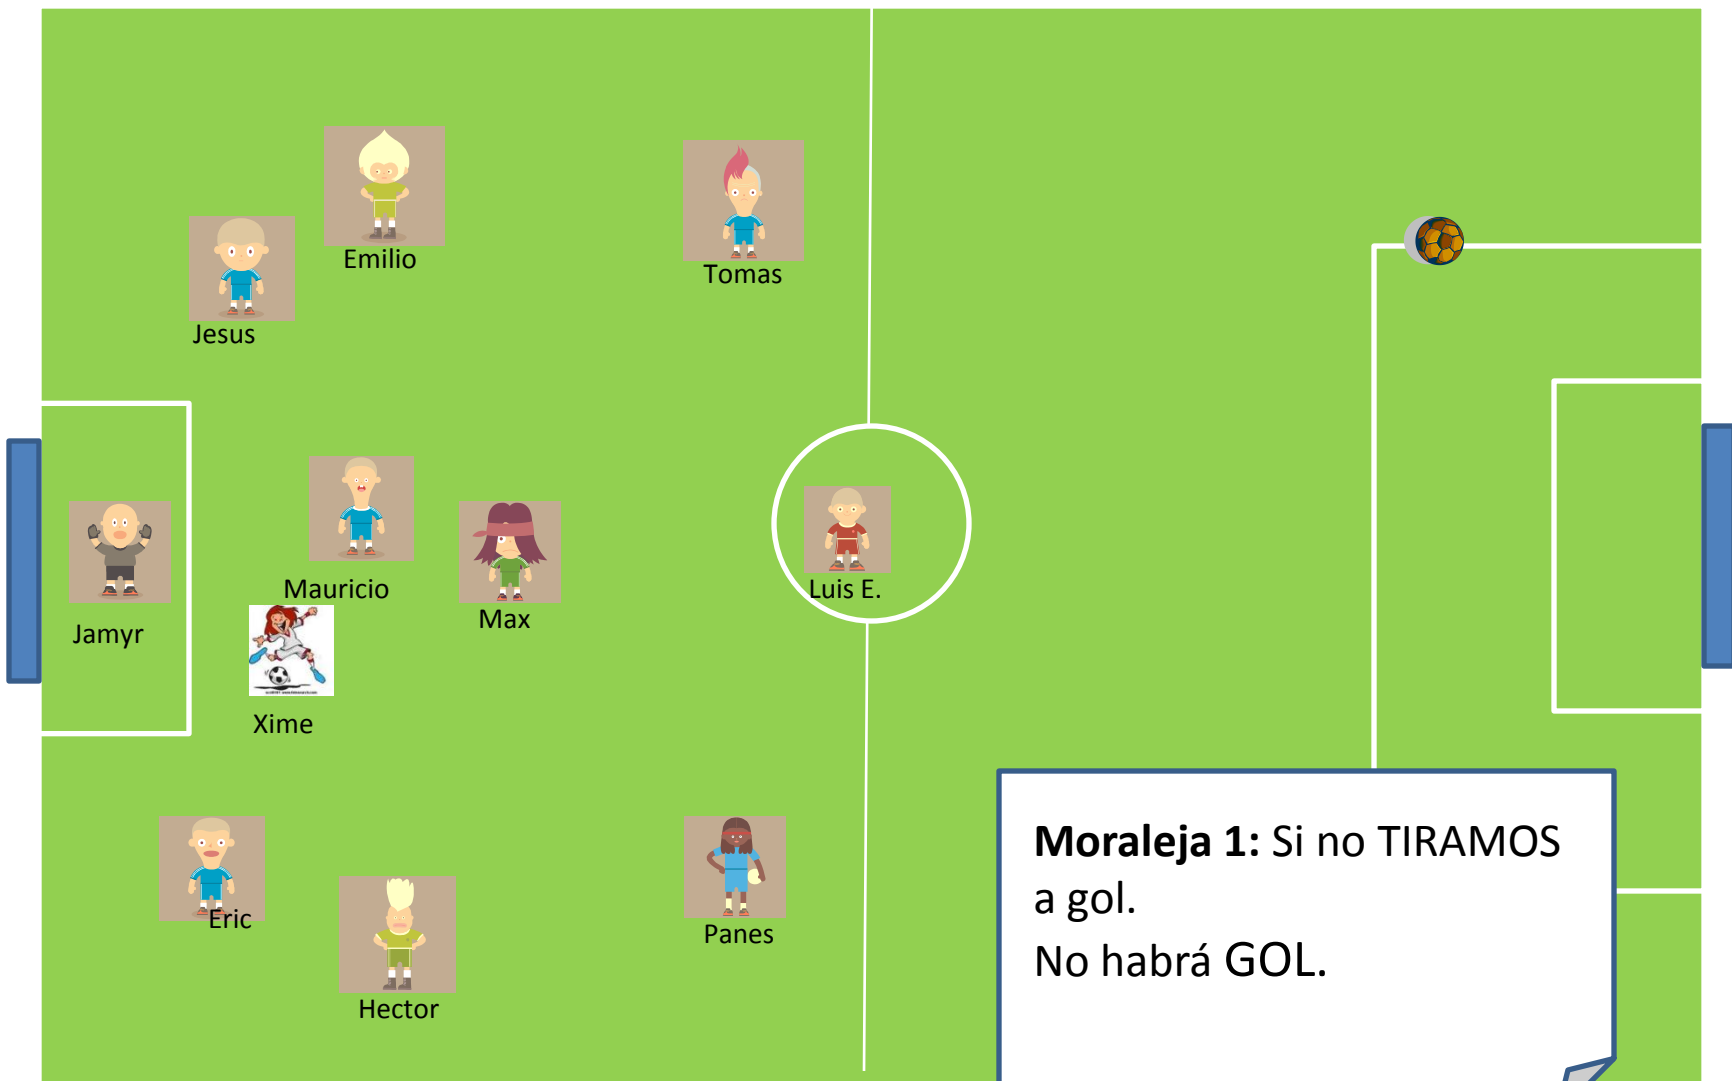 Emilio
Tomas
Jesus
Mauricio
Luis E.
Max
Jamyr
Xime
Eric
Panes
Hector
Moraleja 1: Si no TIRAMOS
a gol.
No habrá GOL.